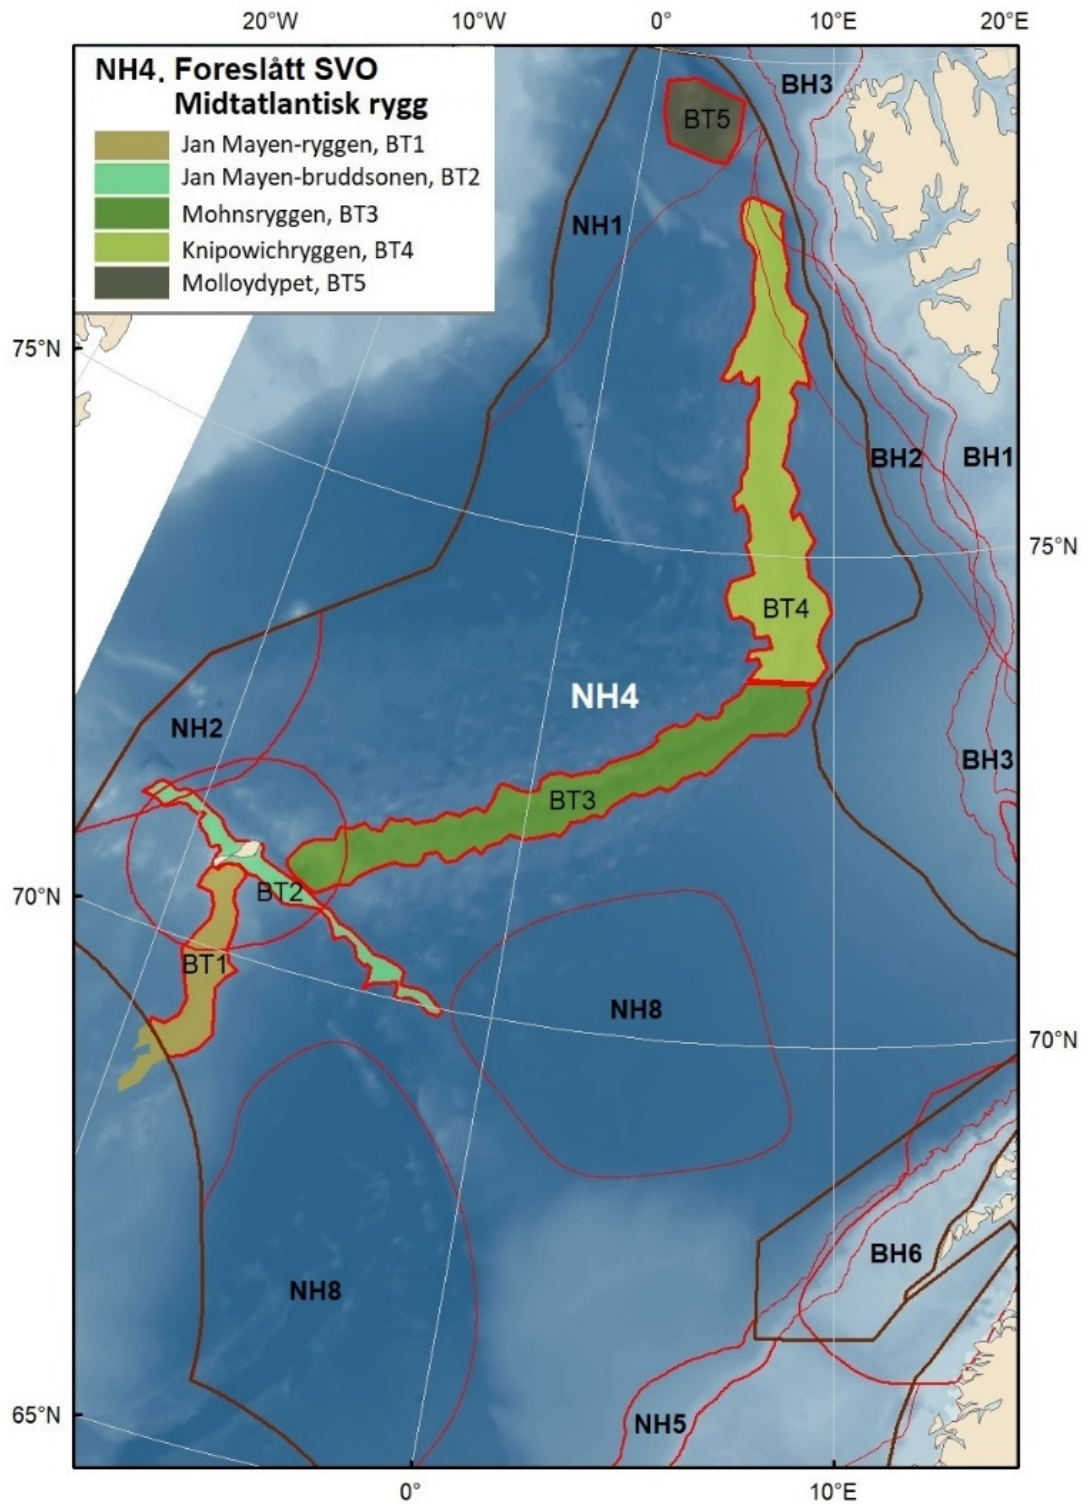 20°W 10°W 0° 10°E 20°E
NH4. Foreslått SVO
Midtatlantisk rygg
Jan Mayen-ryggen, BT1
Jan Mayen-bruddsonen, BT2
Mohnsryggen, BT3
Knipowichryggen, BT4
Molloydypet, BT5
BH3
BT5
NH1
75°N
BH2
BH1
75°N
BT4
NH4
NH2
BH3
BT3
70°N
BT2
BT1
NH8
70°N
BH6
NH8
65°N
NH5
0° 10°E